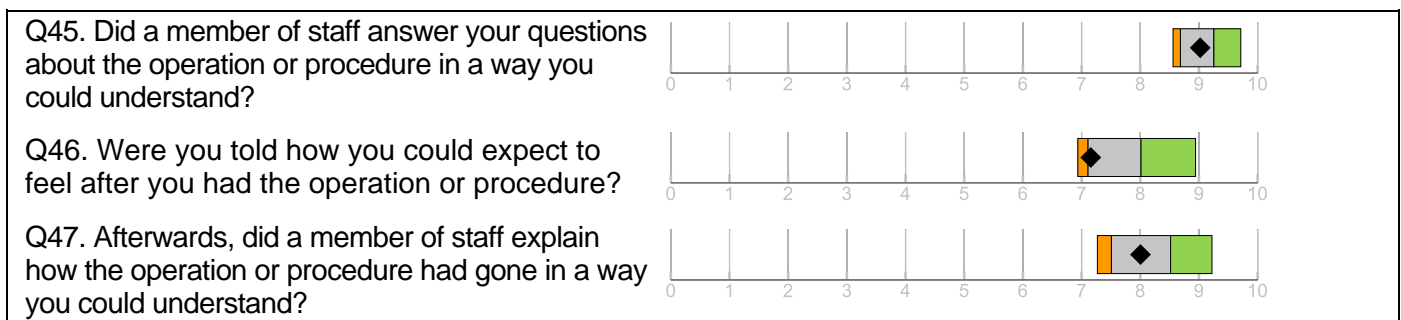 Q45. Did a member of staff answer your questions
about the operation or procedure in a way you
could understand?
0 1 2 3 4 5 6 7 8 9 10
Q46. Were you told how you could expect to
feel after you had the operation or procedure?
0 1 2 3 4 5 6 7 8 9 10
Q47. Afterwards, did a member of staff explain
how the operation or procedure had gone in a way
you could understand?
0 1 2 3 4 5 6 7 8 9 10